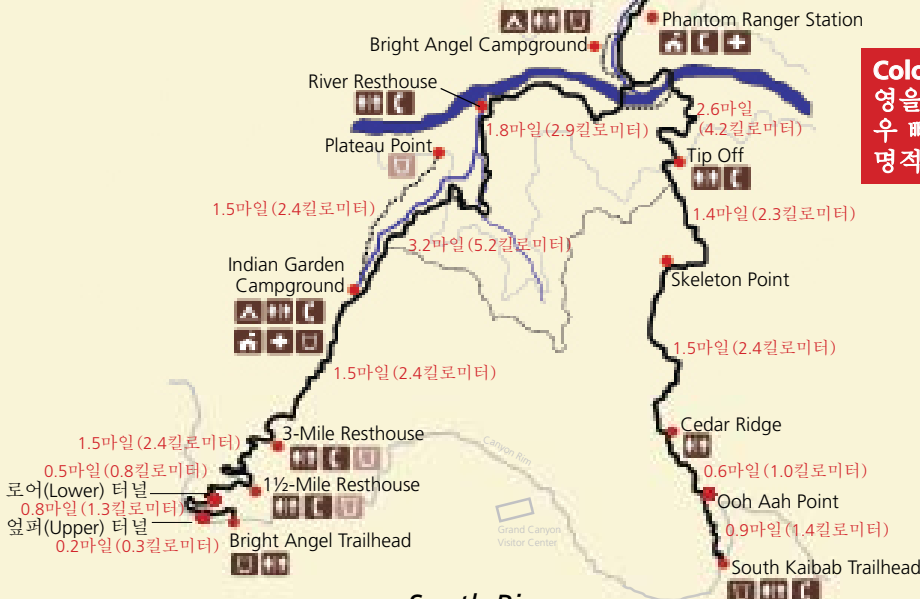 Phantom Ranger Station
Bright Angel Campground
River Resthouse
2.6마일
(4.2킬로미터)
1.8마일(2.9킬로미터)
Plateau Point
Tip Off
1.5마일(2.4킬로미터)
1.4마일(2.3킬로미터)
3.2마일(5.2킬로미터)
Indian Garden
Campground
Skeleton Point
1.5마일(2.4킬로미터)
1.5마일(2.4킬로미터)
Cedar Ridge
3-Mile Resthouse
1.5마일(2.4킬로미터)
Canyon Rim
0.5마일(0.8킬로미터)
0.6마일(1.0킬로미터)
로어(Lower) 터널
1½-Mile Resthouse
Ooh Aah Point
0.8마일(1.3킬로미터)
엎퍼(Upper) 터널
0.9마일(1.4킬로미터)
Grand Canyon
Visitor Center
0.2마일(0.3킬로미터)
Bright Angel Trailhead
South Kaibab Trailhead
영을
우
명적